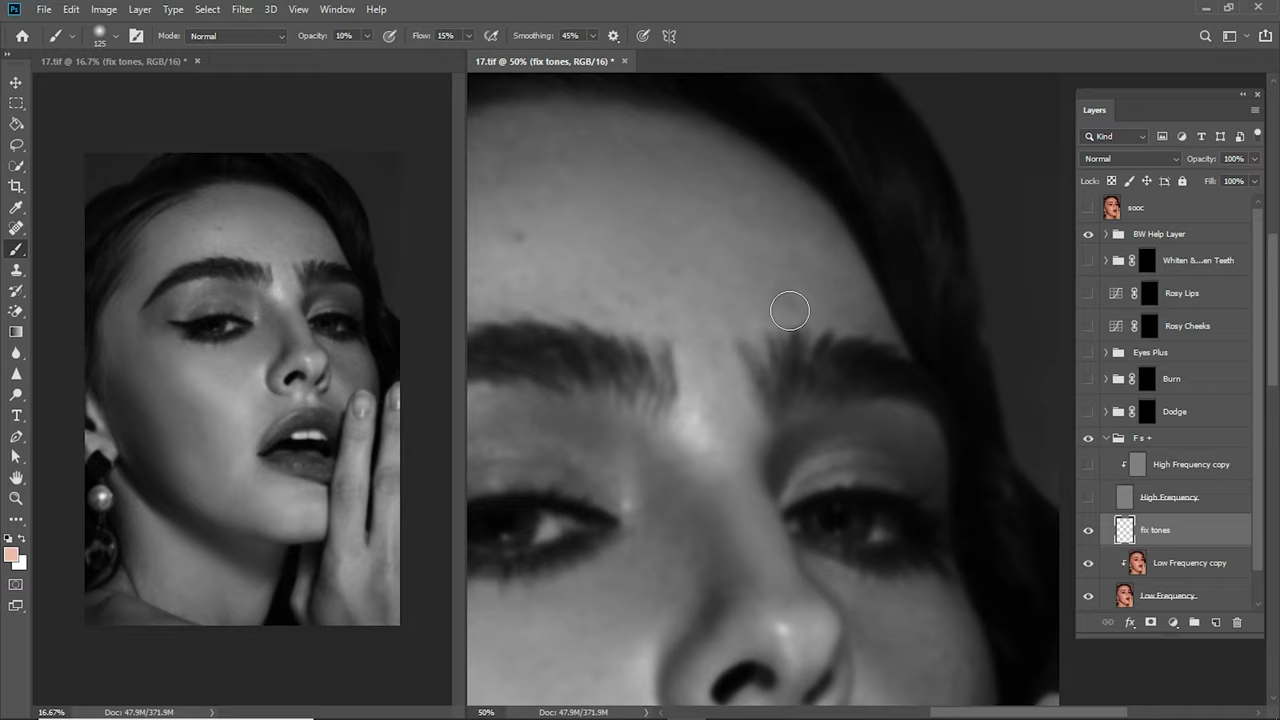 Ps File Edit Image Layer Type Select Filter 3D View Window Help
125 Mode: Normal Opacity: 10% Flow: 15% Smoothing: 45%
17.tif @ 16.7% (fix tones, RGB/16) * 17.tif @ 50% (fix tones, RGB/16) *
Layers
Kind
Normal Opacity: 100%
Lock: Fill: 100%
sooc
BW Help Layer
Whiten &...en Teeth
Rosy Lips
Rosy Cheeks
Eyes Plus
Burn
Dodge
F s +
High Frequency copy
High Frequency
fix tones
Low Frequency copy
Low Frequency
fx
16.67% Doc: 47.9M/371.9M 50% Doc: 47.9M/371.9M